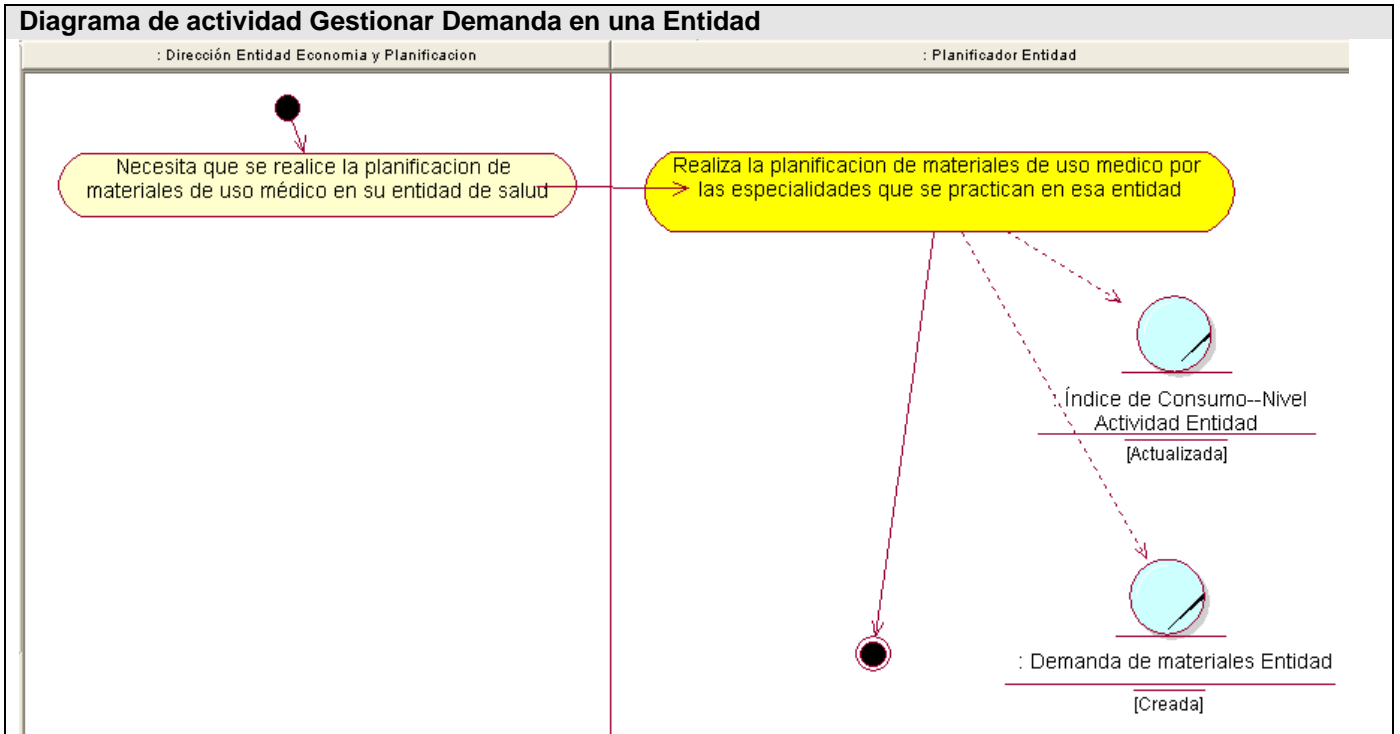 Diagrama de actividad Gestionar Demanda en una Entidad
: Dirección Entidad Economia y Planificacion
: Planificador Entidad
Necesita que se realice la planificacion de
materiales de uso médico en su entidad de salud
Realiza la planificacion de materiales de uso medico por
las especialidades que se practican en esa entidad
: Índice de Consumo--Nivel
Actividad Entidad
[Actualizada]
: Demanda de materiales Entidad
[Creada]